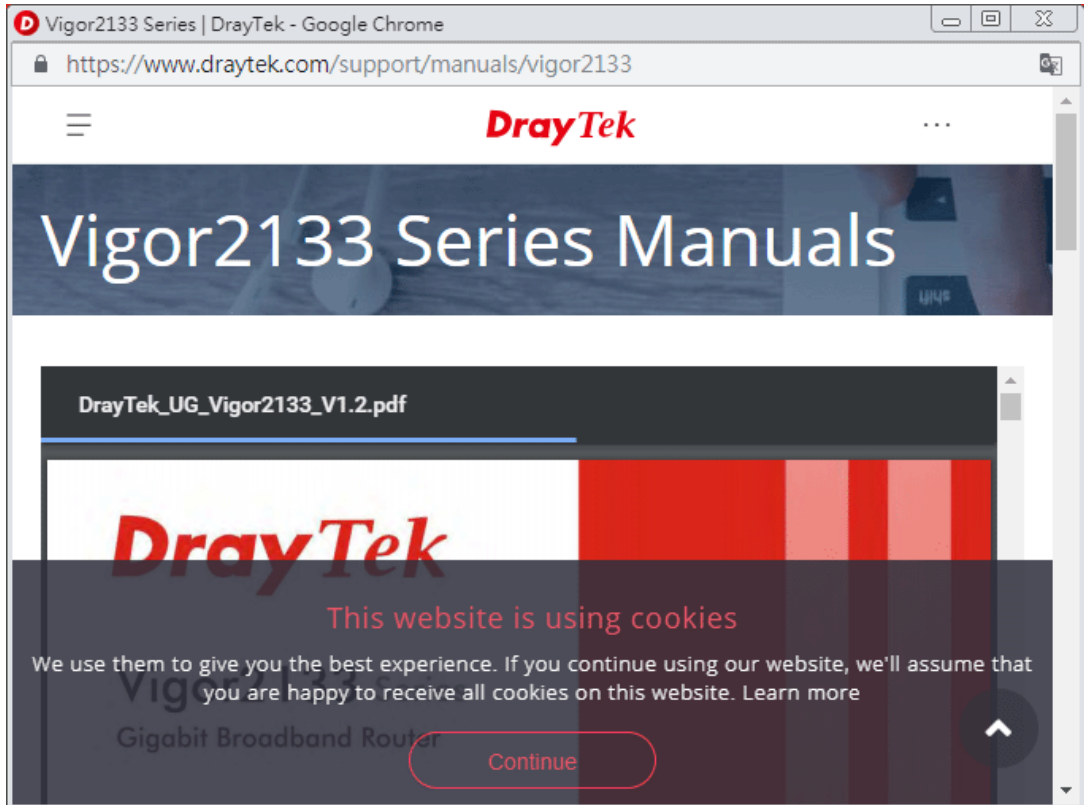 Vigor2133 Series | DrayTek - Google Chrome
https://www.draytek.com/support/manuals/vigor2133
DrayTek
...
Vigor2133 Series Manuals
DrayTek_UG_Vigor2133_V1.2.pdf
DrayTek
This website is using cookies
We use them to give you the best experience. If you continue using our website, we'll assume that
you are happy to receive all cookies on this website. Learn more
Vigor2133 Series
Gigabit Broadband Router
Continue